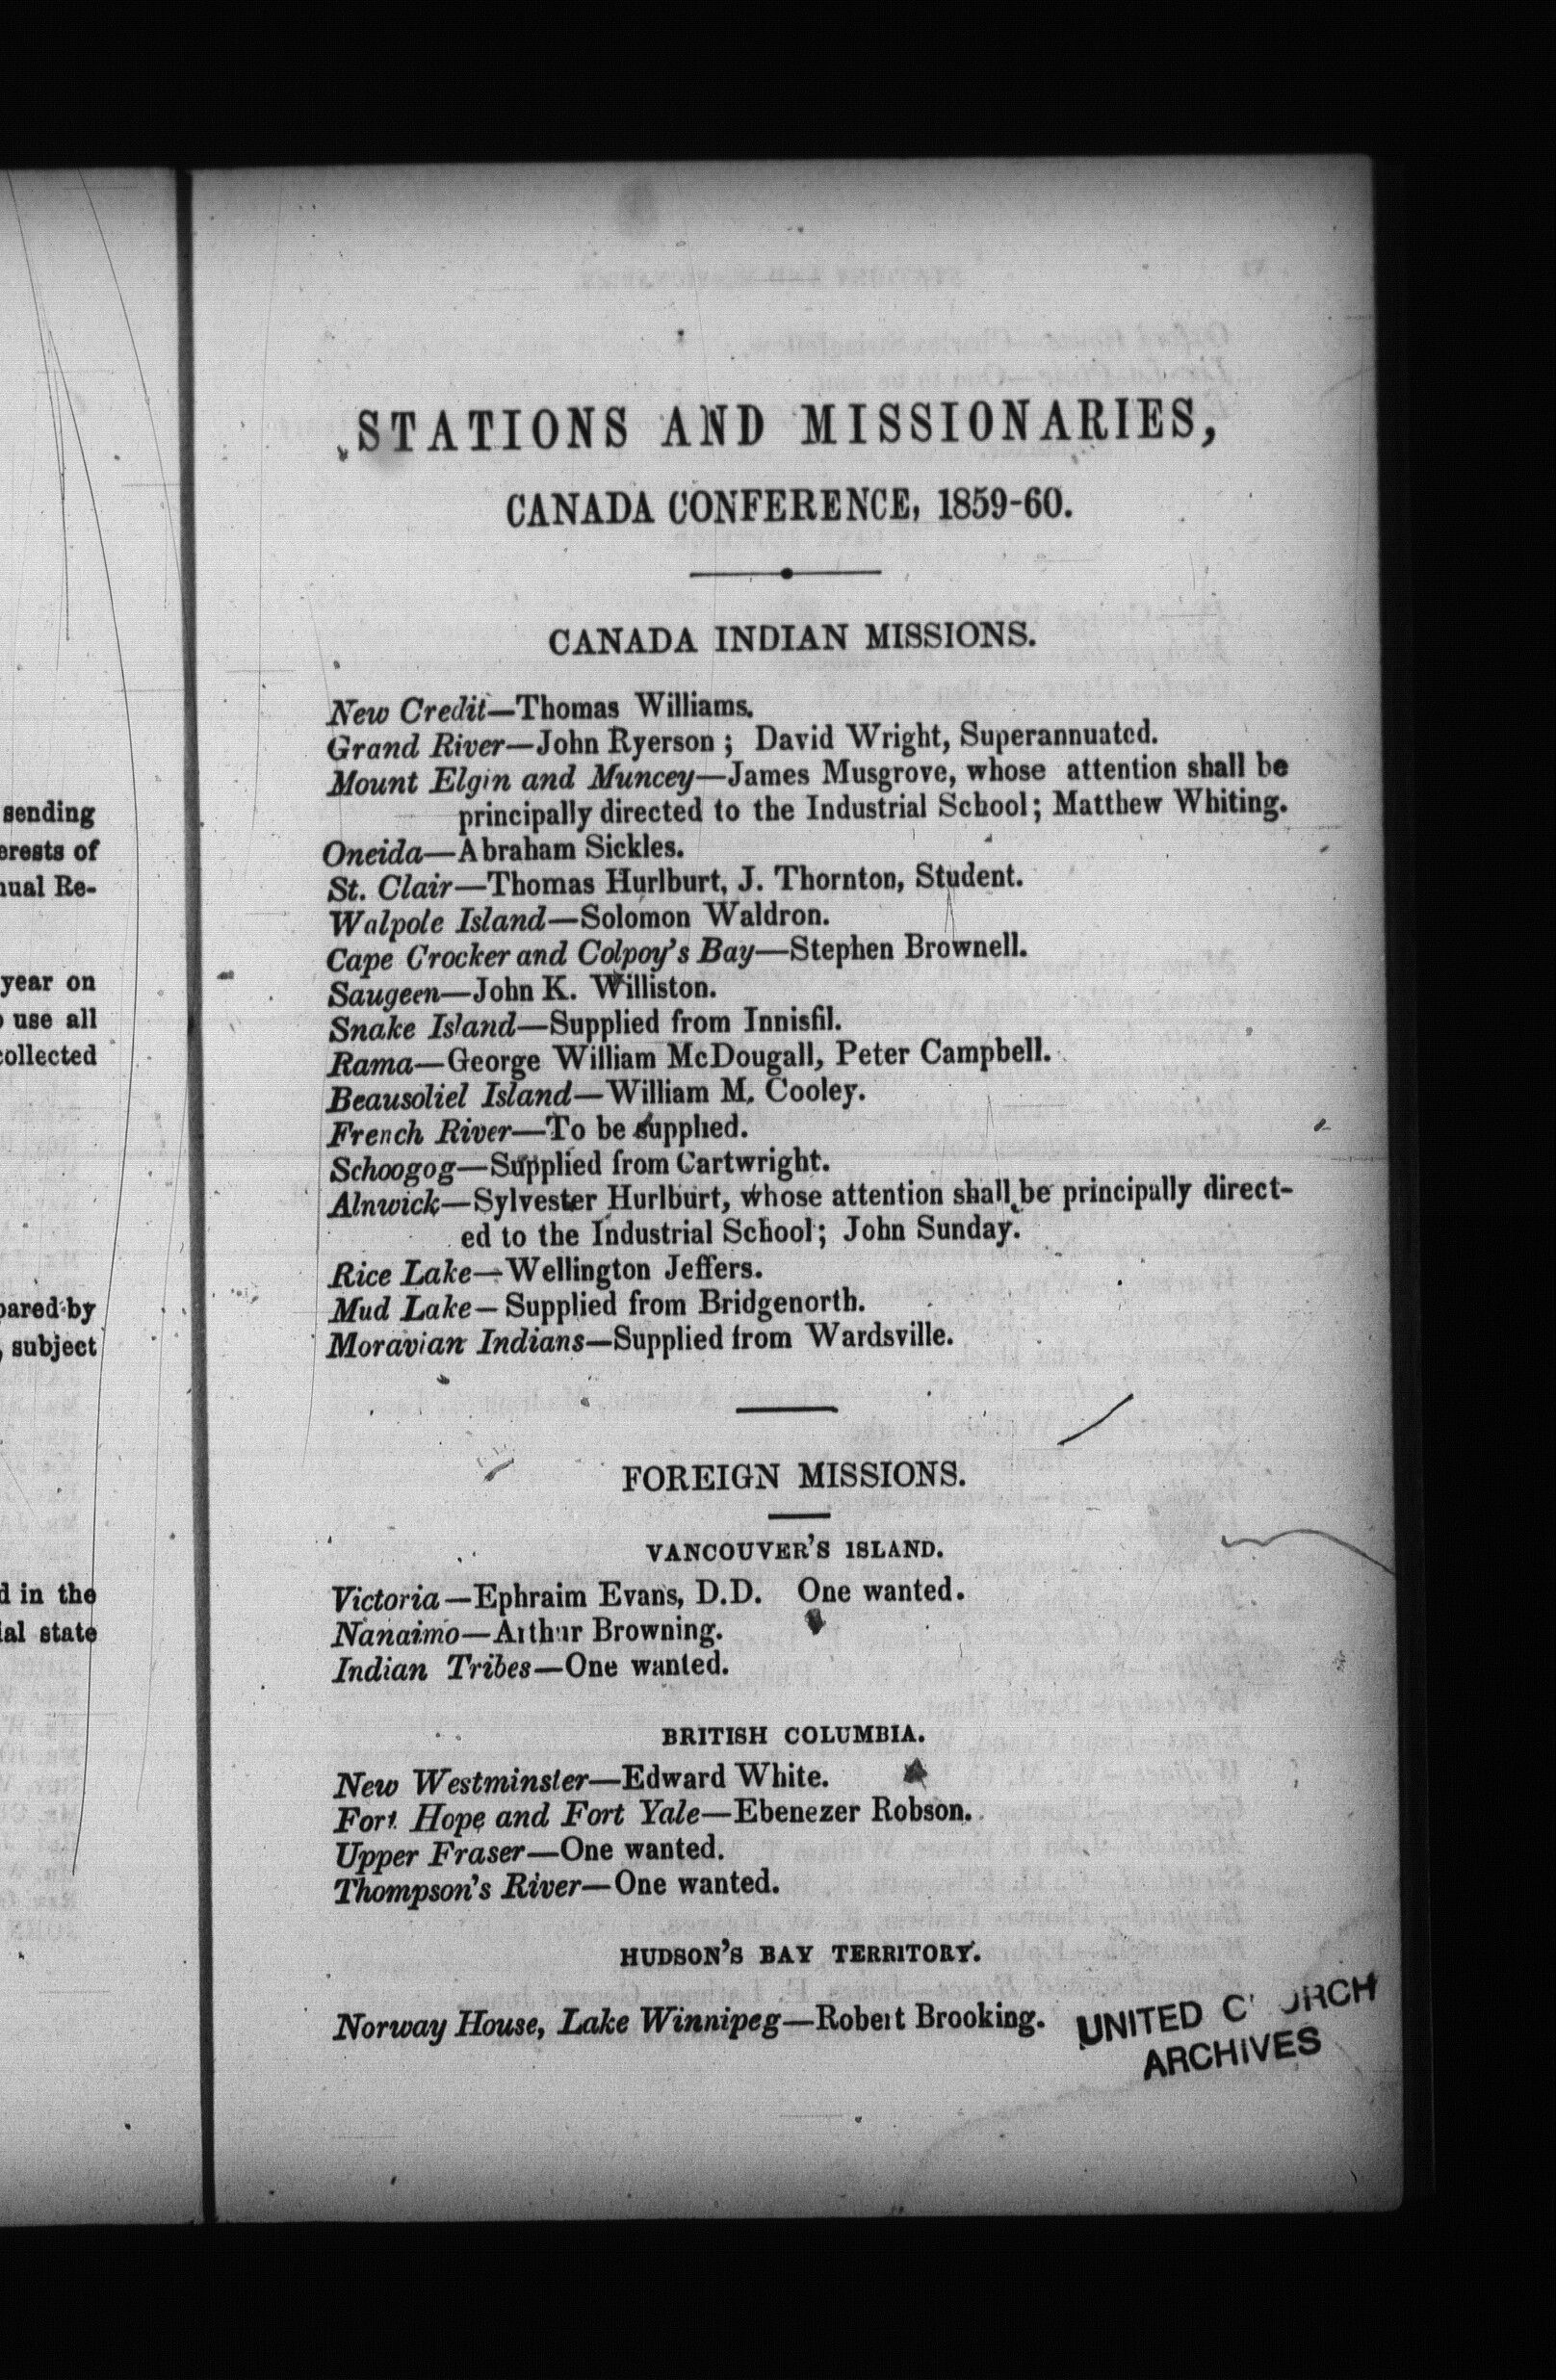 sending
erests of
nual Re-
year on
use all
collected
pared by
, subject
d in the
ial state
STATIONS AND MISSIONARIES,
CANADA CONFERENCE, 1859-60.
CANADA INDIAN MISSIONS.
New Credit—Thomas Williams.
Grand River—John Ryerson; David Wright, Superannuated.
Mount Elgin and Muncey—James Musgrove, whose attention shall be
principally directed to the Industrial School; Matthew Whiting.
Oneida—Abraham Sickles.
St. Clair—Thomas Hurlburt, J. Thornton, Student.
Walpole Island—Solomon Waldron.
Cape Crocker and Colpoy's Bay—Stephen Brownell.
Saugeen—John K. Williston.
Snake Island—Supplied from Innisfil.
Rama—George William McDougall, Peter Campbell.
Beausoliel Island—William M. Cooley.
French River—To be supplied.
Schoogog—Supplied from Cartwright.
Alnwick—Sylvester Hurlburt, whose attention shall be principally direct-
ed to the Industrial School; John Sunday.
Rice Lake—Wellington Jeffers.
Mud Lake—Supplied from Bridgenorth.
Moravian Indians—Supplied from Wardsville.
FOREIGN MISSIONS.
VANCOUVER'S ISLAND.
Victoria—Ephraim Evans, D.D. One wanted.
Nanaimo—Arthur Browning.
Indian Tribes—One wanted.
BRITISH COLUMBIA.
New Westminster—Edward White.
Fort Hope and Fort Yale—Ebenezer Robson.
Upper Fraser—One wanted.
Thompson's River—One wanted.
HUDSON'S BAY TERRITORY.
Norway House, Lake Winnipeg—Robert Brooking.
UNITED CHURCH
ARCHIVES